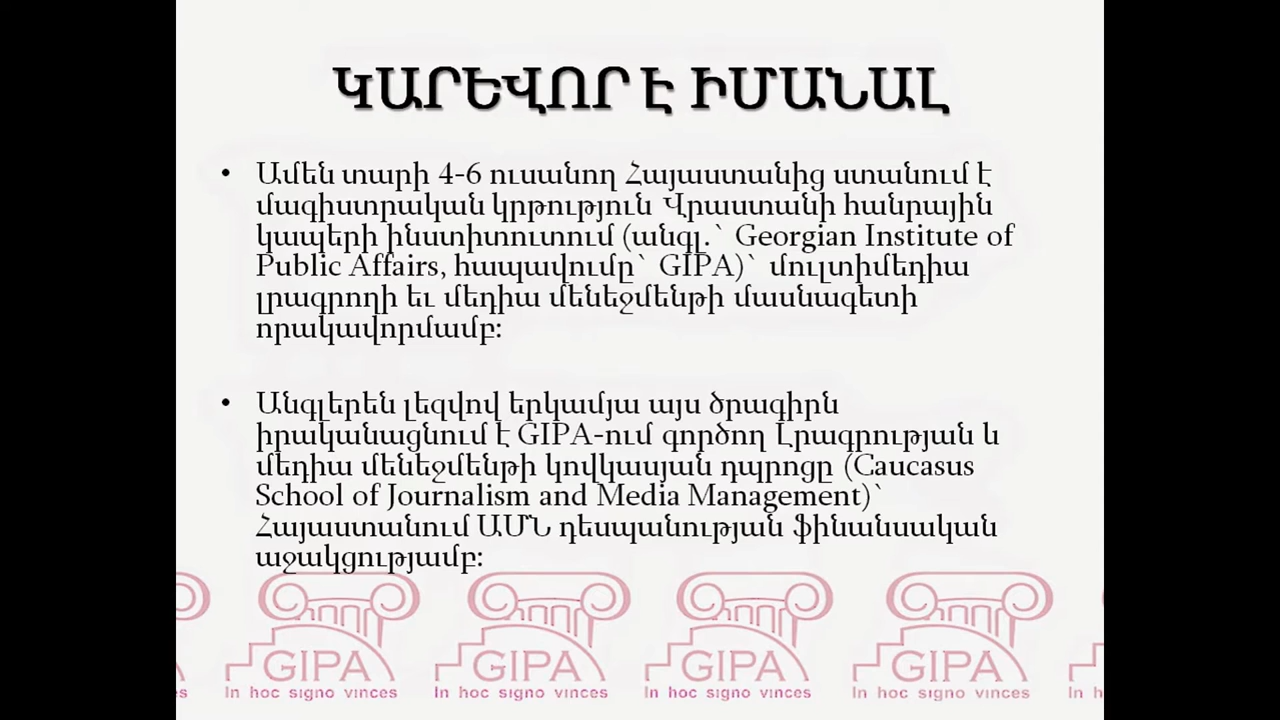 ԿԱՐԵՎՈՐ Է ԻՄԱՆԱԼ
• Ամեն տարի 4-6 ուսանող Հայաստանից ստանում է
մագիստրական կրթություն Վրաստանի հանրային
կապերի ինստիտուտում (անգլ.` Georgian Institute of
Public Affairs, հապավումը` GIPA)` մուլտիմեդիա
լրագրողի եւ մեդիա մենեջմենթի մասնագետի
որակավորմամբ:
• Անգլերեն լեզվով երկամյա այս ծրագիրն
իրականացնում է GIPA-ում գործող Լրագրության և
մեդիա մենեջմենթի կովկասյան դպրոցը (Caucasus
School of Journalism and Media Management)`
Հայաստանում ԱՄՆ դեսպանության ֆինանսական
աջակցությամբ:
GIPA GIPA GIPA GIPA
es In hoc signo vinces In hoc signo vinces In hoc signo vinces In hoc signo vinces In h